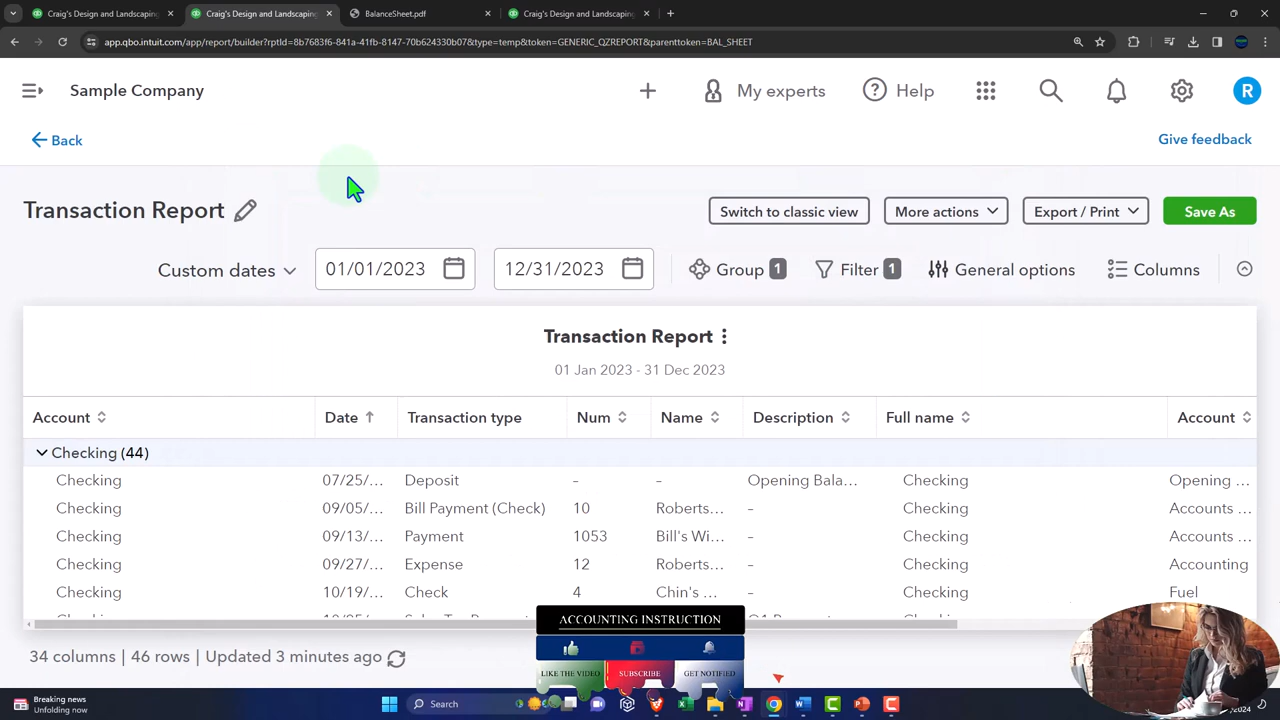 Craig's Design and Landscaping
Craig's Design and Landscaping
BalanceSheet.pdf
Craig's Design and Landscaping
app.qbo.intuit.com/app/report/builder?rptId=8b7683f6-841a-41fb-8147-70b624330b07&type=temp&token=GENERIC_QZREPORT&parenttoken=BAL_SHEET
Sample Company
My experts
Help
R
Back
Give feedback
Transaction Report
Switch to classic view
More actions
Export / Print
Save As
Custom dates
01/01/2023
12/31/2023
Group 1
Filter 1
General options
Columns
Transaction Report
01 Jan 2023 - 31 Dec 2023
Account Date Transaction type Num Name Description Full name Account
Checking (44)
Checking 07/25/... Deposit – – Opening Bala... Checking Opening ...
Checking 09/05/... Bill Payment (Check) 10 Roberts... – Checking Accounts ...
Checking 09/13/... Payment 1053 Bill's Wi... – Checking Accounts ...
Checking 09/27/... Expense 12 Roberts... – Checking Accounting
Checking 10/19/... Check 4 Chin's ... – Checking Fuel
ACCOUNTING INSTRUCTION
LIKE THE VIDEO
SUBSCRIBE
GET NOTIFIED
34 columns | 46 rows | Updated 3 minutes ago
Breaking news
Unfolding now
Search